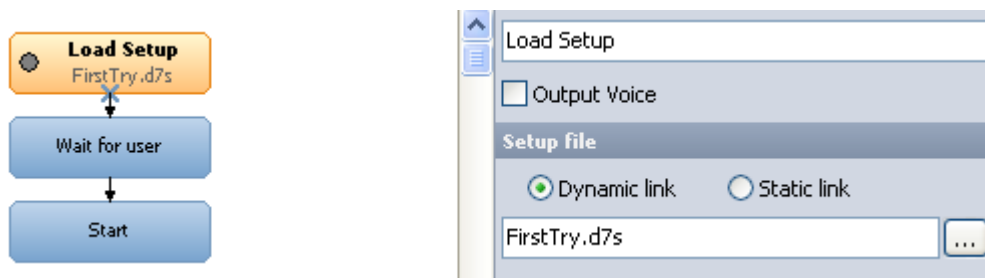 Load Setup
FirstTry.d7s
Wait for user
Start
Load Setup
Output Voice
Setup file
Dynamic link
Static link
FirstTry.d7s
...